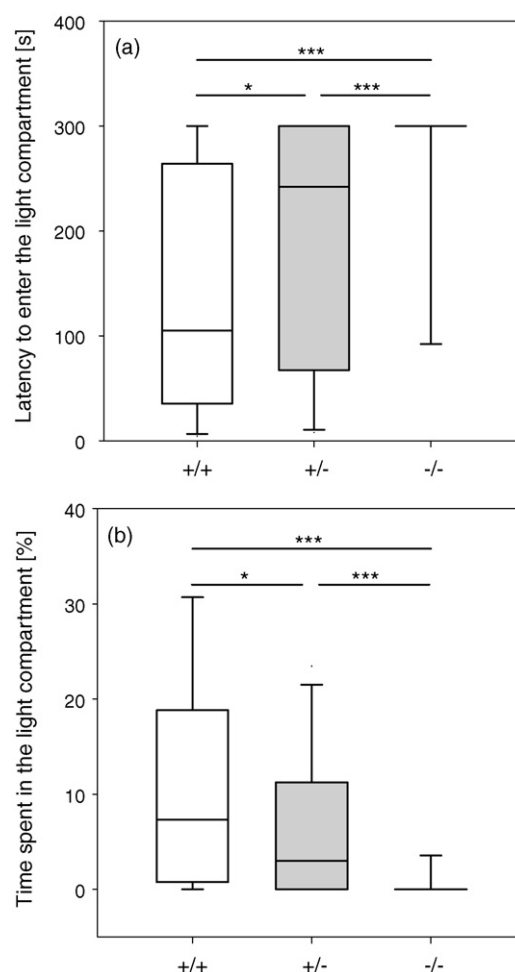 (a)
Latency to enter the light compartment [s]
400
300
200
100
0
***
* ***
+/+ +/- -/-
(b)
Time spent in the light compartment [%]
40
30
20
10
0
***
* ***
+/+ +/- -/-